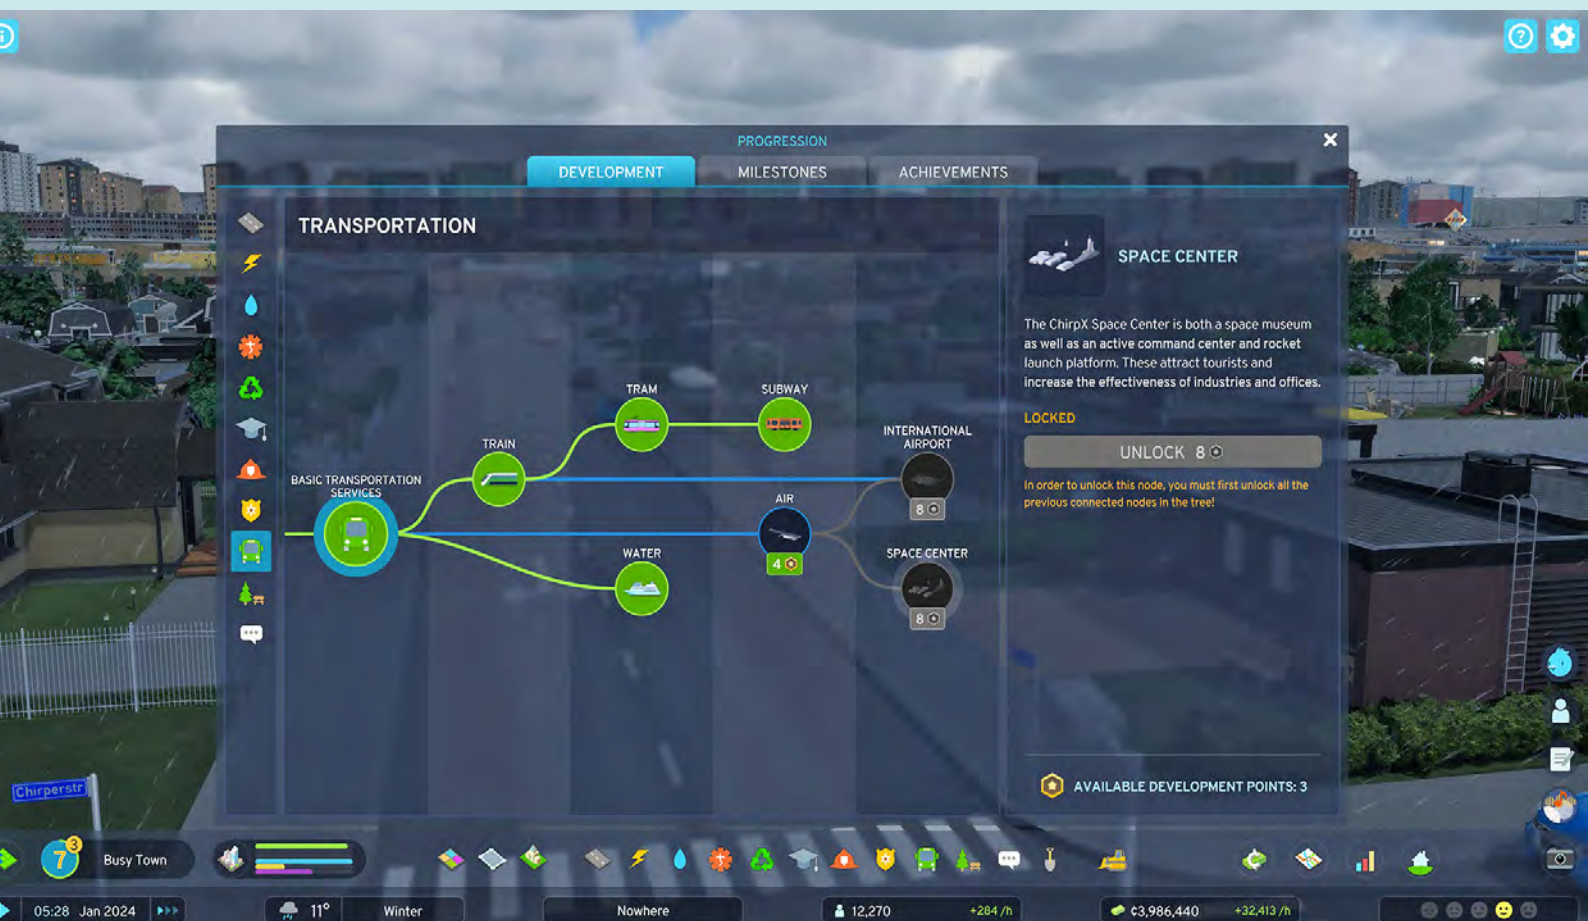 PROGRESSION
DEVELOPMENT
MILESTONES
ACHIEVEMENTS
TRANSPORTATION
BASIC TRANSPORTATION
SERVICES
TRAIN
TRAM
SUBWAY
INTERNATIONAL
AIRPORT
8
AIR
4
WATER
SPACE CENTER
8
SPACE CENTER
The ChirpX Space Center is both a space museum
as well as an active command center and rocket
launch platform. These attract tourists and
increase the effectiveness of industries and offices.
LOCKED
UNLOCK 8
In order to unlock this node, you must first unlock all the
previous connected nodes in the tree!
AVAILABLE DEVELOPMENT POINTS: 3
Chirperstr
7
3
Busy Town
05:28 Jan 2024
11°
Winter
Nowhere
12,270
+284 /h
¢3,986,440
+32,413 /h